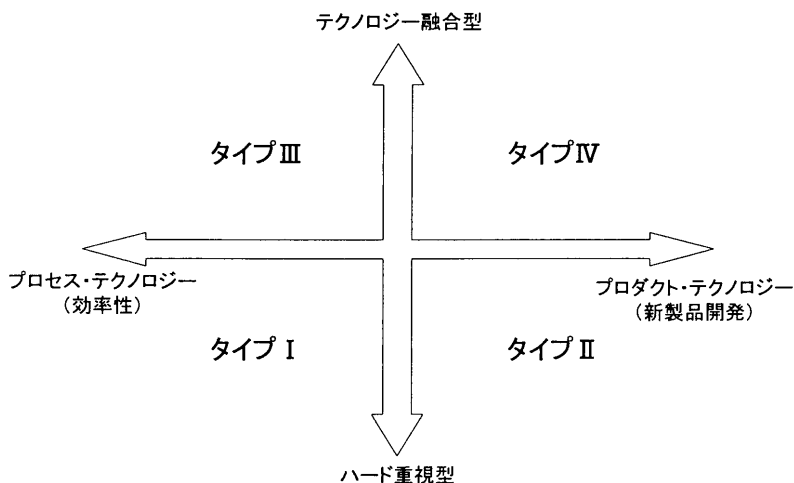 テクノロジー融合型
タイプⅢ
タイプⅣ
プロセス・テクノロジー
(効率性)
プロダクト・テクノロジー
(新製品開発)
タイプⅠ
タイプⅡ
ハード重視型